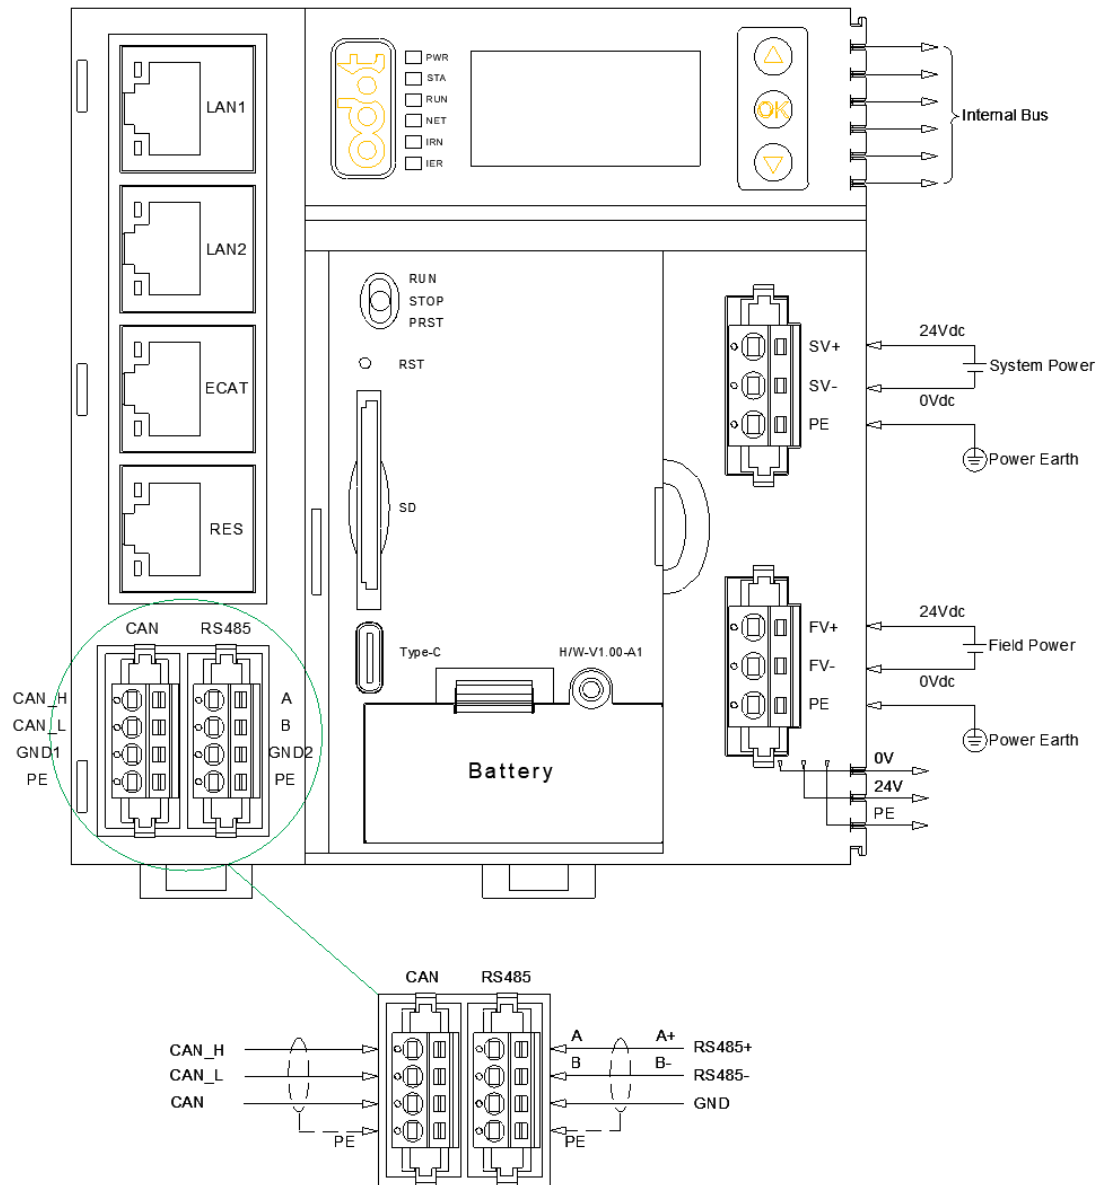 odot
PWR
STA
RUN
NET
IRN
IER
OK
Internal Bus
LAN1
LAN2
ECAT
RES
RUN
STOP
PRST
RST
SD
Type-C
H/W-V1.00-A1
Battery
SV+
SV-
PE
24Vdc
System Power
0Vdc
Power Earth
FV+
FV-
PE
24Vdc
Field Power
0Vdc
Power Earth
0V
24V
PE
CAN RS485
CAN_H A
CAN_L B
GND1 GND2
PE PE
CAN RS485
CAN_H A A+ RS485+
CAN_L B B- RS485-
CAN GND
PE PE